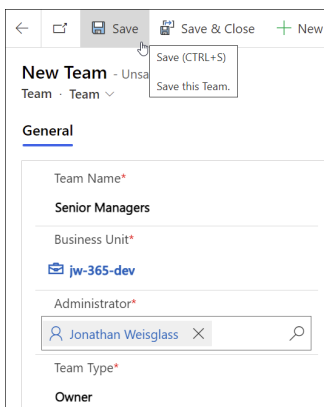 Save
Save & Close
New
Save (CTRL+S)
Save this Team.
New Team - Unsa
Team · Team
General
Team Name*
Senior Managers
Business Unit*
jw-365-dev
Administrator*
Jonathan Weisglass
Team Type*
Owner